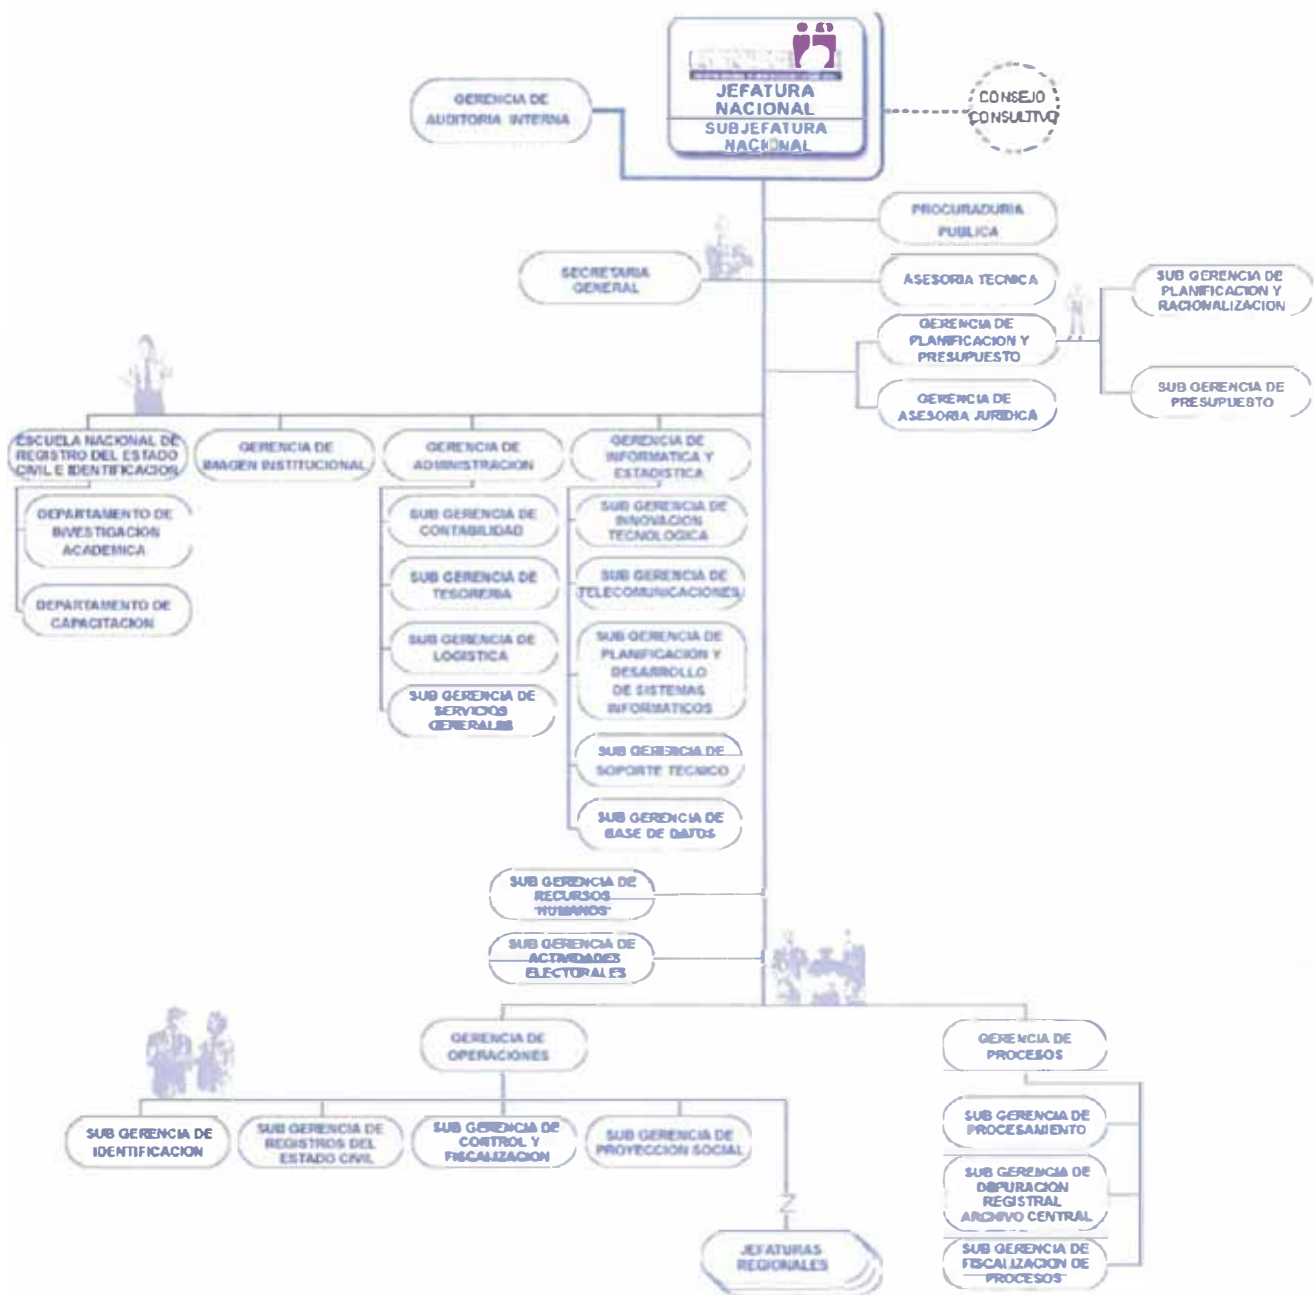 JEFATURA
NACIONAL
SUBJEFATURA
NACIONAL
GERENCIA DE
AUDITORIA INTERNA
CONSEJO
CONSULTIVO
PROCURADURIA
PUBLICA
SECRETARIA
GENERAL
ASESORIA TECNICA
SUB GERENCIA DE
PLANIFICACION Y
RACIONALIZACION
GERENCIA DE
PLANIFICACION Y
PRESUPUESTO
GERENCIA DE
ASESORIA JURIDICA
SUB GERENCIA DE
PRESUPUESTO
ESCUELA NACIONAL DE
REGISTRO DEL ESTADO
CIVIL E IDENTIFICACION
GERENCIA DE
IMAGEN INSTITUCIONAL
GERENCIA DE
ADMINISTRACION
GERENCIA DE
INFORMATICA Y
ESTADISTICA
DEPARTAMENTO DE
INVESTIGACION
ACADEMICA
DEPARTAMENTO DE
CAPACITACION
SUB GERENCIA DE
CONTABILIDAD
SUB GERENCIA DE
TESORERIA
SUB GERENCIA DE
LOGISTICA
SUB GERENCIA DE
SERVICIOS
GENERALES
SUB GERENCIA DE
INNOVACION
TECNOLOGICA
SUB GERENCIA DE
TELECOMUNICACIONES
SUB GERENCIA DE
PLANIFICACION Y
DESARROLLO
DE SISTEMAS
INFORMATICOS
SUB GERENCIA DE
SOPORTE TECNICO
SUB GERENCIA DE
BASE DE DATOS
SUB GERENCIA DE
RECURSOS
HUMANOS
SUB GERENCIA DE
ACTIVIDADES
ELECTORALES
GERENCIA DE
OPERACIONES
GERENCIA DE
PROCESOS
SUB GERENCIA DE
IDENTIFICACION
SUB GERENCIA DE
REGISTROS DEL
ESTADO CIVIL
SUB GERENCIA DE
CONTROL Y
FISCALIZACION
SUB GERENCIA DE
PROYECCION SOCIAL
JEFATURAS
REGIONALES
SUB GERENCIA DE
PROCESAMIENTO
SUB GERENCIA DE
DEPURACION
REGISTRAL
ARCHIVO CENTRAL
SUB GERENCIA DE
FISCALIZACION DE
PROCESOS